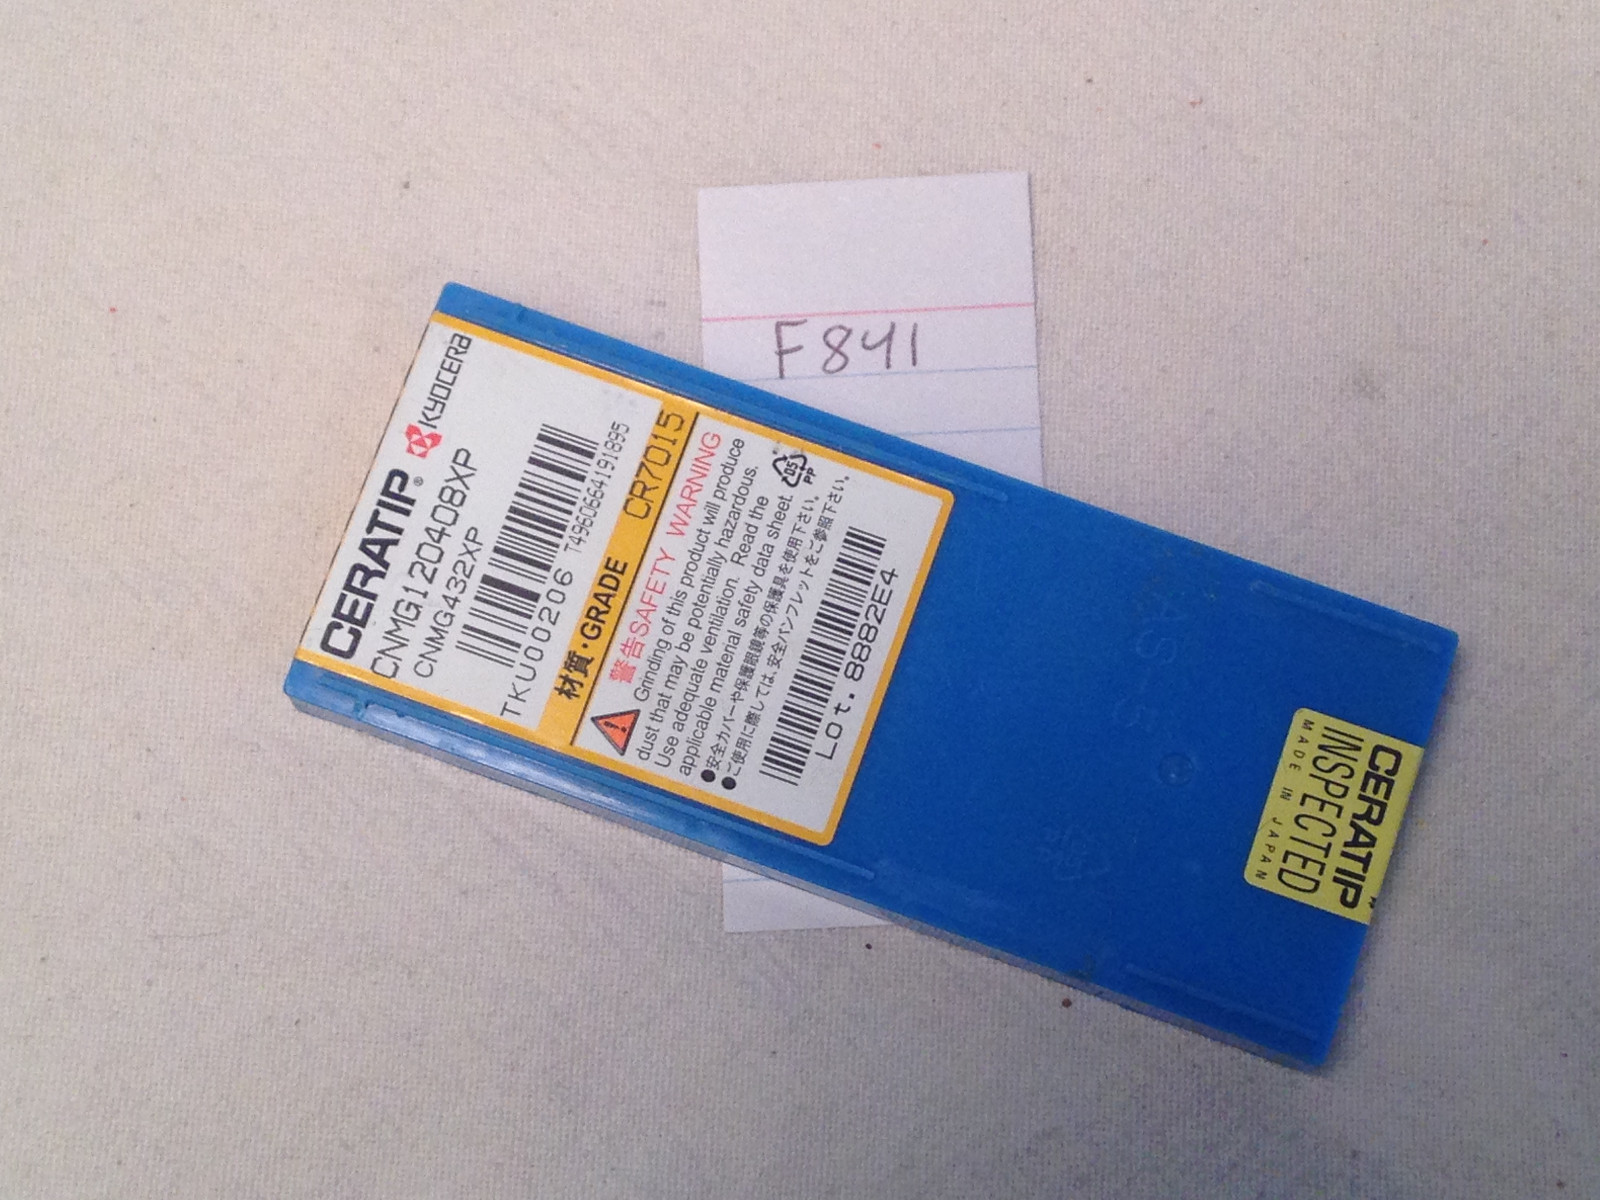 F841
CERATIP® KYOCERA
CNMG120408XP
CNMG432XP
TKU00206 T4960664191895
材質・GRADE CR7015
警告SAFETY WARNING
Grinding of this product will produce
dust that may be potentially hazardous.
Use adequate ventilation. Read the
applicable material safety data sheet.
05
PP
●安全カバーや保護眼鏡等の保護具を使用下さい。
●ご使用に際しては、安全パンフレットをご参照下さい。
Lot. 8882E4
CERATIP
INSPECTED
MADE IN JAPAN